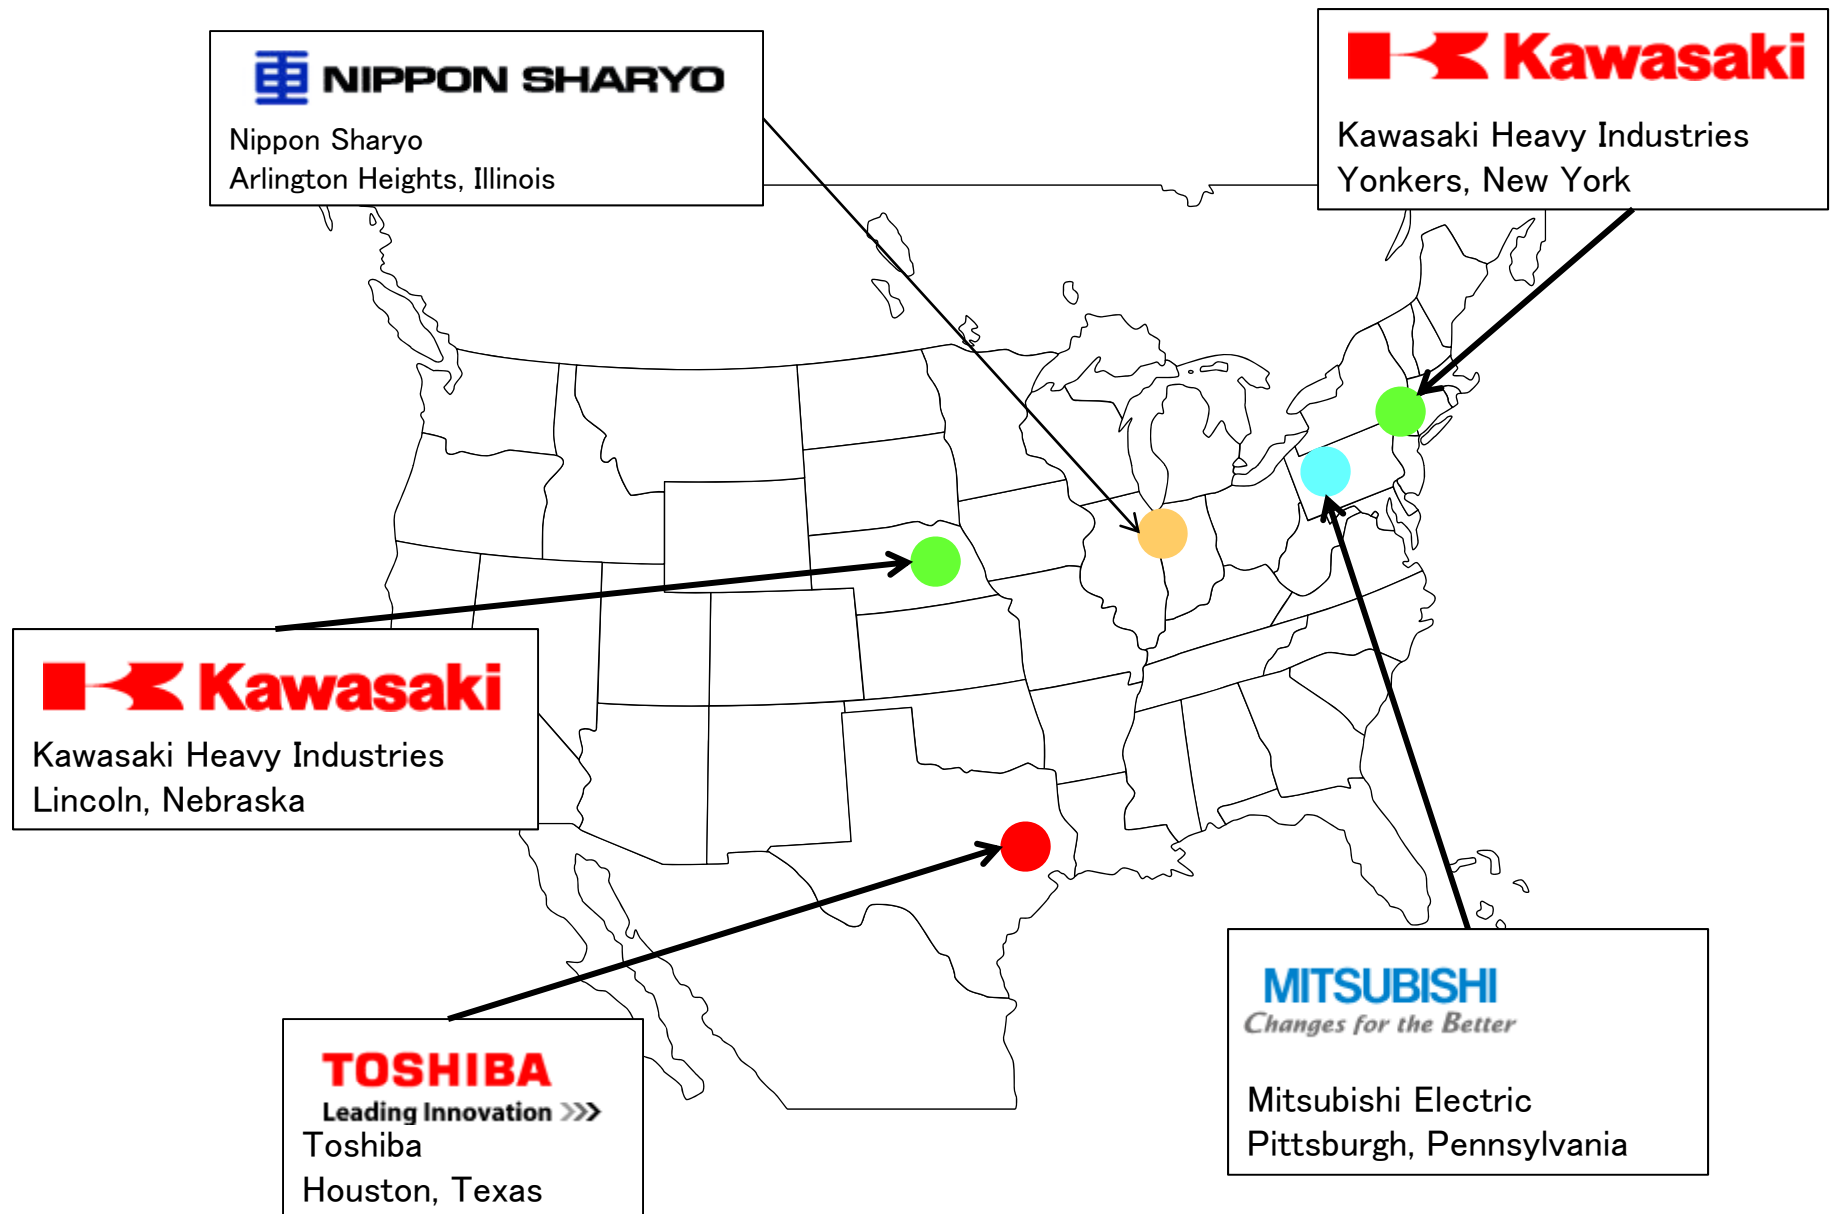 NIPPON SHARYO
Nippon Sharyo
Arlington Heights, Illinois
Kawasaki
Kawasaki Heavy Industries
Yonkers, New York
Kawasaki
Kawasaki Heavy Industries
Lincoln, Nebraska
TOSHIBA
Leading Innovation >>>
Toshiba
Houston, Texas
MITSUBISHI
Changes for the Better
Mitsubishi Electric
Pittsburgh, Pennsylvania